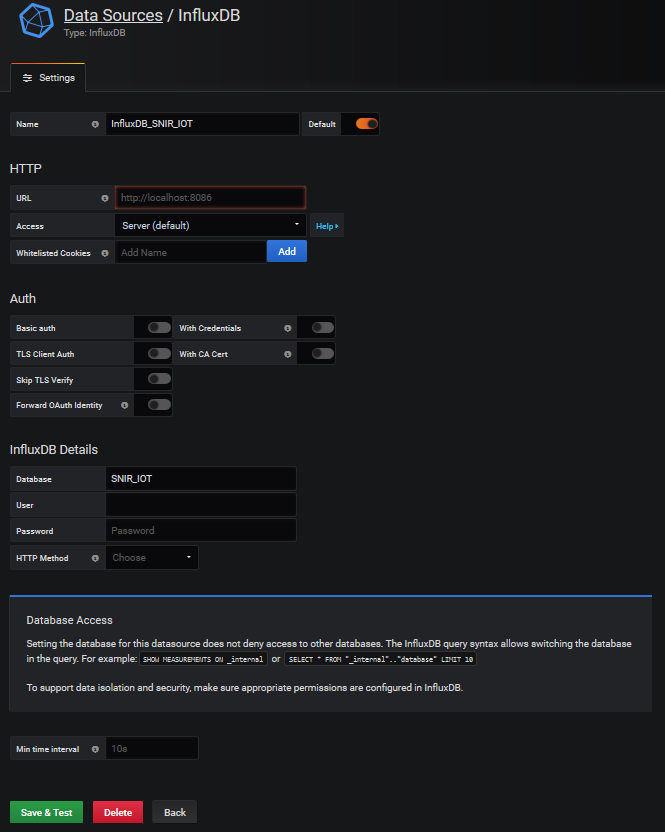 Data Sources / InfluxDB
Type: InfluxDB
Settings
Name InfluxDB_SNIR_IOT Default
HTTP
URL http://localhost:8086
Access Server (default) Help
Whitelisted Cookies Add Name Add
Auth
Basic auth With Credentials
TLS Client Auth With CA Cert
Skip TLS Verify
Forward OAuth Identity
InfluxDB Details
Database SNIR_IOT
User
Password Password
HTTP Method Choose
Database Access
Setting the database for this datasource does not deny access to other databases. The InfluxDB query syntax allows switching the database
in the query. For example: SHOW MEASUREMENTS ON _internal or SELECT * FROM "_internal".."database" LIMIT 10
To support data isolation and security, make sure appropriate permissions are configured in InfluxDB.
Min time interval 10s
Save & Test Delete Back